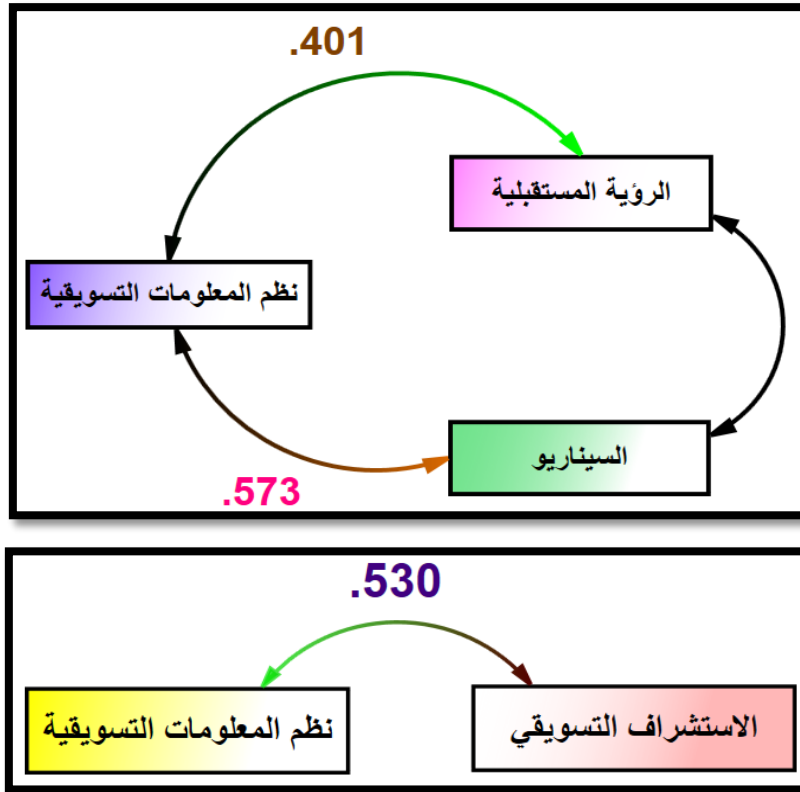 .401
الرؤية المستقبلية
نظم المعلومات التسويقية
السيناريو
.573
.530
نظم المعلومات التسويقية
الاستشراف التسويقي